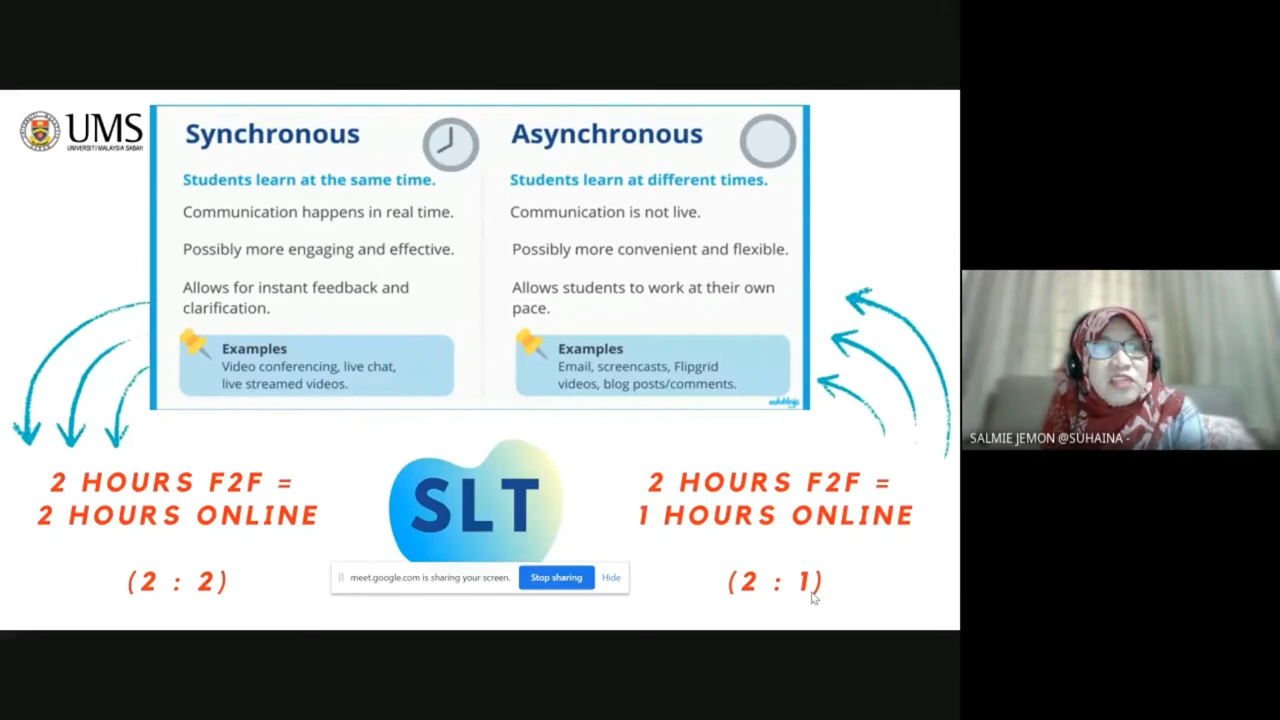 UMS
UNIVERSITI MALAYSIA SABAH
Synchronous
Students learn at the same time.
Communication happens in real time.
Possibly more engaging and effective.
Allows for instant feedback and
clarification.
Examples
Video conferencing, live chat,
live streamed videos.
Asynchronous
Students learn at different times.
Communication is not live.
Possibly more convenient and flexible.
Allows students to work at their own
pace.
Examples
Email, screencasts, Flipgrid
videos, blog posts/comments.
edublogs
2 HOURS F2F =
2 HOURS ONLINE
(2 : 2)
SLT
2 HOURS F2F =
1 HOURS ONLINE
(2 : 1)
meet.google.com is sharing your screen.
Stop sharing
Hide
SALMIE JEMON @SUHAINA -